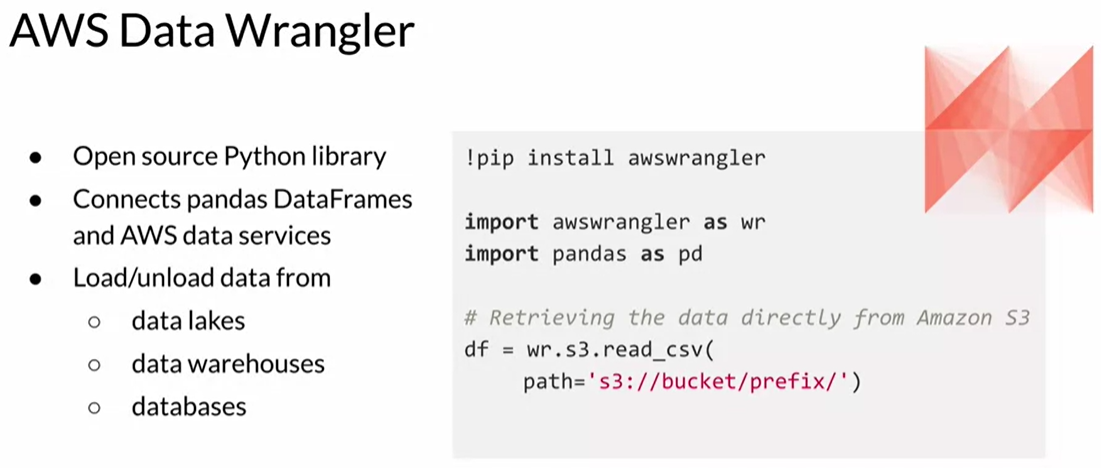 AWS Data Wrangler
● Open source Python library
● Connects pandas DataFrames
and AWS data services
● Load/unload data from
○ data lakes
○ data warehouses
○ databases
!pip install awswrangler
import awswrangler as wr
import pandas as pd
# Retrieving the data directly from Amazon S3
df = wr.s3.read_csv(
path='s3://bucket/prefix/')